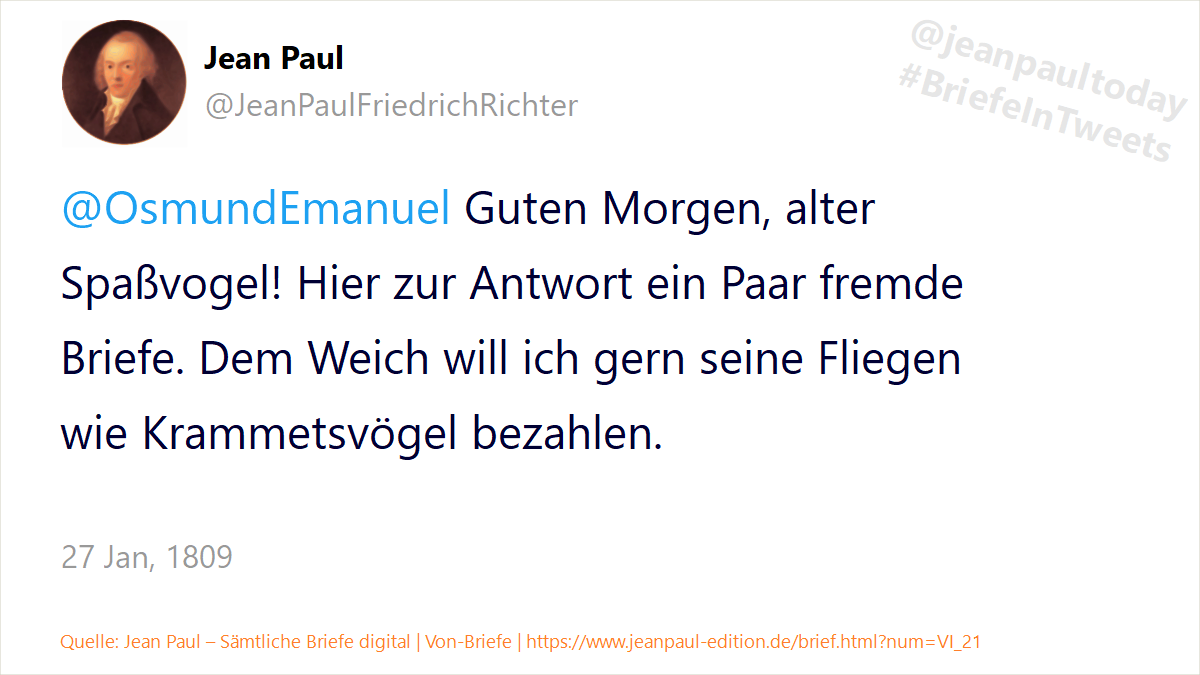 Jean Paul
@JeanPaulFriedrichRichter
@jeanpaultoday
#BriefeInTweets
@OsmundEmanuel Guten Morgen, alter
Spaßvogel! Hier zur Antwort ein Paar fremde
Briefe. Dem Weich will ich gern seine Fliegen
wie Krammetsvögel bezahlen.
27 Jan, 1809
Quelle: Jean Paul – Sämtliche Briefe digital | Von-Briefe | https://www.jeanpaul-edition.de/brief.html?num=VI_21